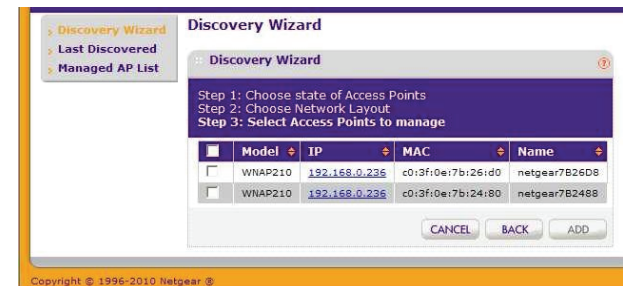 Discovery Wizard
Last Discovered
Managed AP List
Discovery Wizard
Discovery Wizard
?
Step 1: Choose state of Access Points
Step 2: Choose Network Layout
Step 3: Select Access Points to manage
Model IP MAC Name
WNAP210 192.168.0.236 c0:3f:0e:7b:26:d0 netgear7B26D8
WNAP210 192.168.0.236 c0:3f:0e:7b:24:80 netgear7B2488
CANCEL BACK ADD
Copyright © 1996-2010 Netgear ®